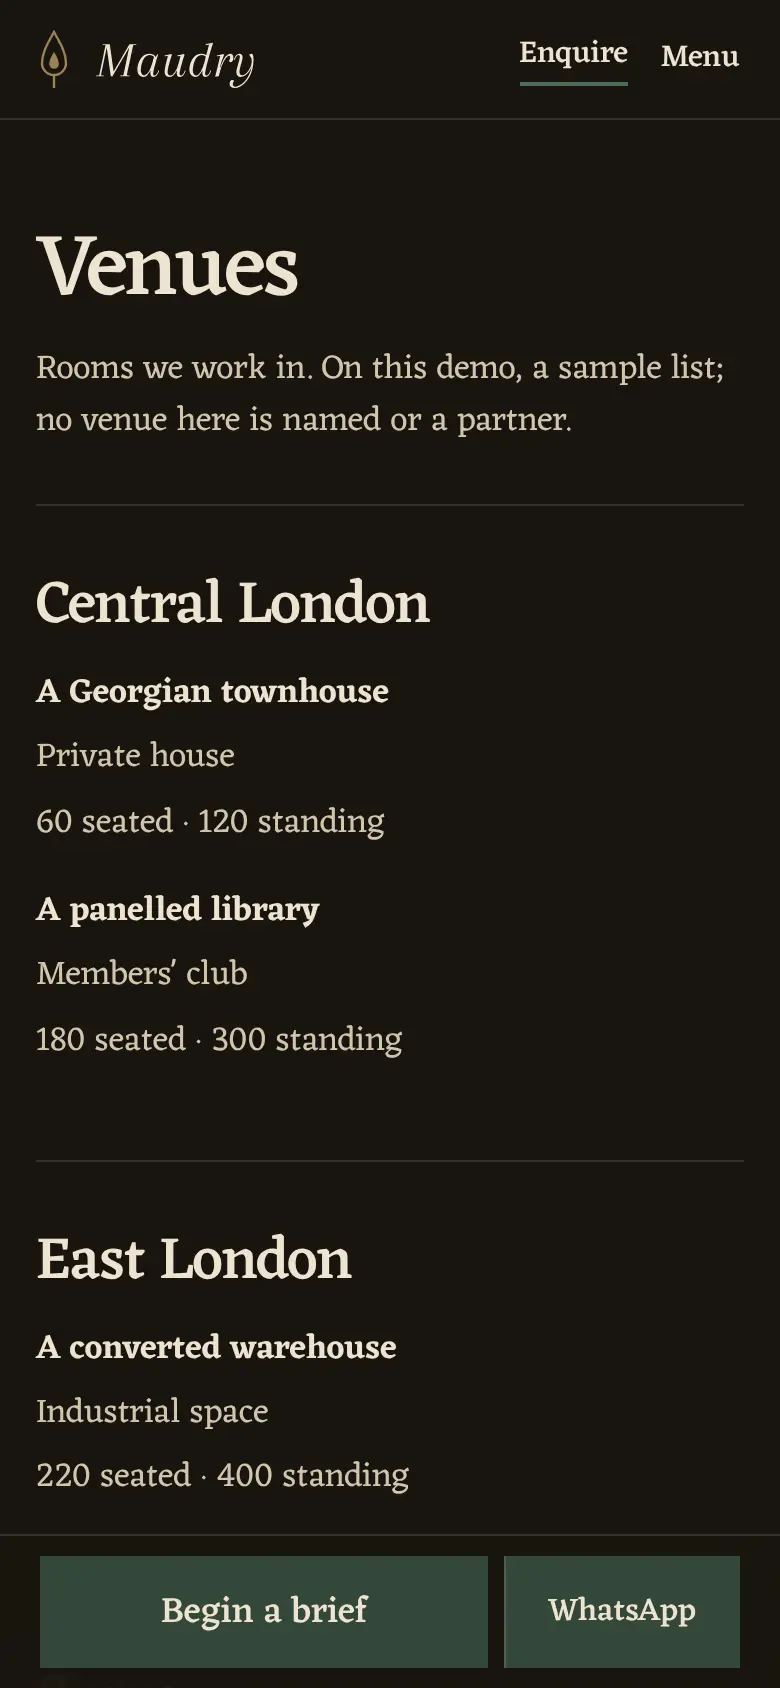 Maudry
Enquire
Menu
Venues
Rooms we work in. On this demo, a sample list;
no venue here is named or a partner.
Central London
A Georgian townhouse
Private house
60 seated · 120 standing
A panelled library
Members' club
180 seated · 300 standing
East London
A converted warehouse
Industrial space
220 seated · 400 standing
Begin a brief
WhatsApp